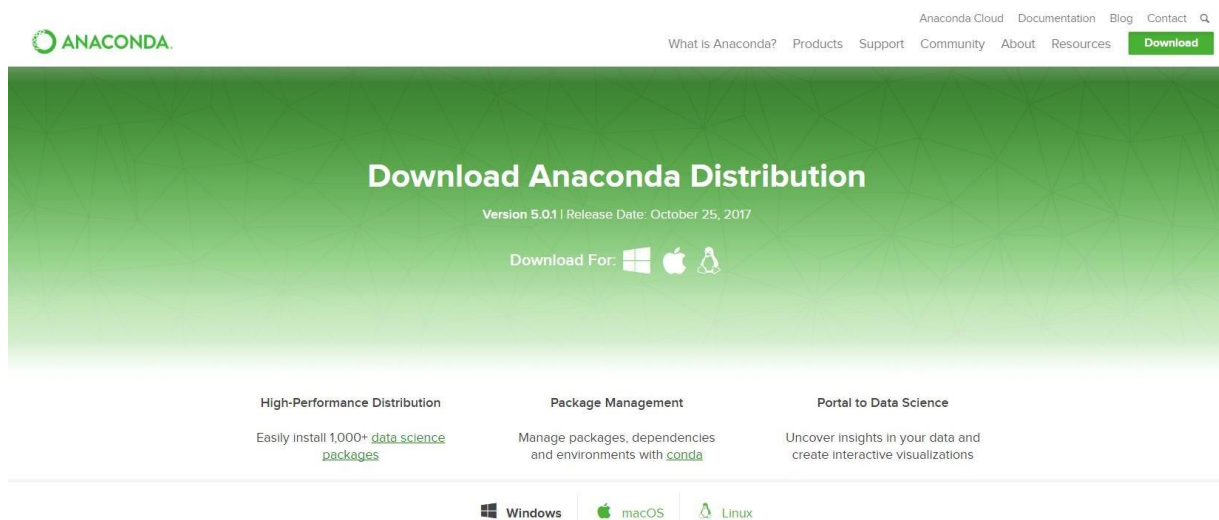 Anaconda Cloud Documentation Blog Contact
ANACONDA.
What is Anaconda? Products Support Community About Resources Download
Download Anaconda Distribution
Version 5.0.1 | Release Date: October 25, 2017
Download For:
High-Performance Distribution
Easily install 1,000+ data science
packages
Package Management
Manage packages, dependencies
and environments with conda
Portal to Data Science
Uncover insights in your data and
create interactive visualizations
Windows macOS Linux